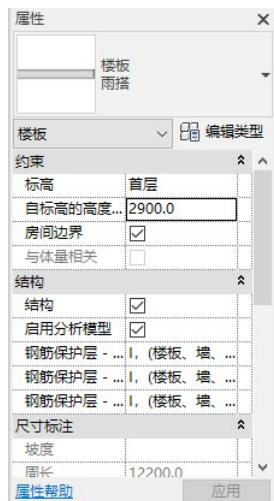 属性
楼板
雨搭
楼板 编辑类型
约束
标高 首层
自标高的高度... 2900.0
房间边界
与体量相关
结构
结构
启用分析模型
钢筋保护层 - ... I, (楼板、墙、...
钢筋保护层 - ... I, (楼板、墙、...
钢筋保护层 - ... I, (楼板、墙、...
尺寸标注
坡度
周长 12200.0
属性帮助 应用